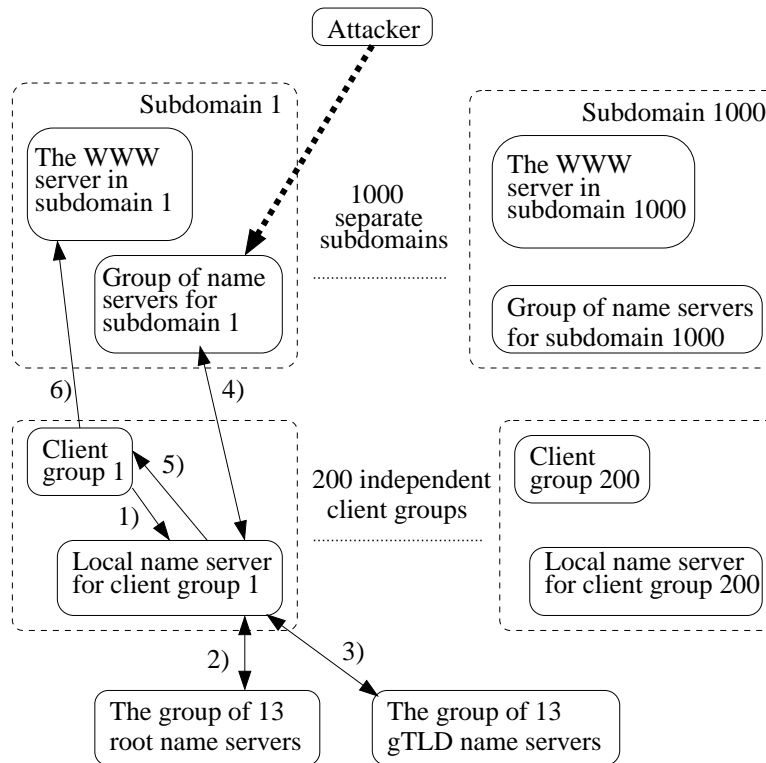 Attacker
Subdomain 1
The WWW
server in
subdomain 1
Group of name
servers for
subdomain 1
1000
separate
subdomains
Subdomain 1000
The WWW
server in
subdomain 1000
Group of name servers
for subdomain 1000
6)
4)
Client
group 1
5)
1)
Local name server
for client group 1
200 independent
client groups
Client
group 200
Local name server
for client group 200
2)
3)
The group of 13
root name servers
The group of 13
gTLD name servers